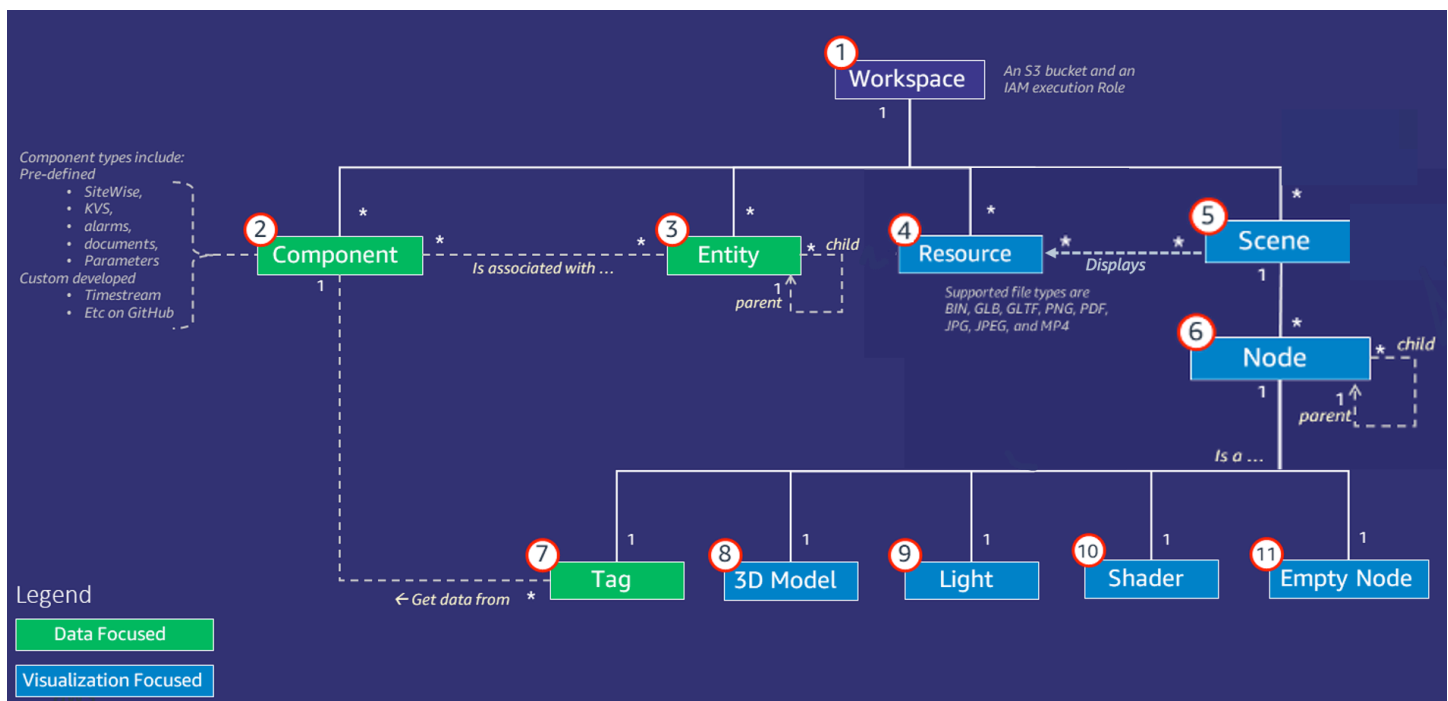 1
Workspace
An S3 bucket and an
IAM execution Role
1
Component types include:
Pre-defined
• SiteWise,
• KVS,
• alarms,
• documents,
• Parameters
Custom developed
• Timestream
• Etc on GitHub
*
*
*
*
2
Component
*
Is associated with ...
*
3
Entity
* child
1
parent
4
Resource
*
Displays
*
5
Scene
1
1
Supported file types are
BIN, GLB, GLTF, PNG, PDF,
JPG, JPEG, and MP4
*
6
Node
* child
1
1
parent
Is a ...
1
1
1
1
1
7
Tag
8
3D Model
9
Light
10
Shader
11
Empty Node
← Get data from *
Legend
Data Focused
Visualization Focused